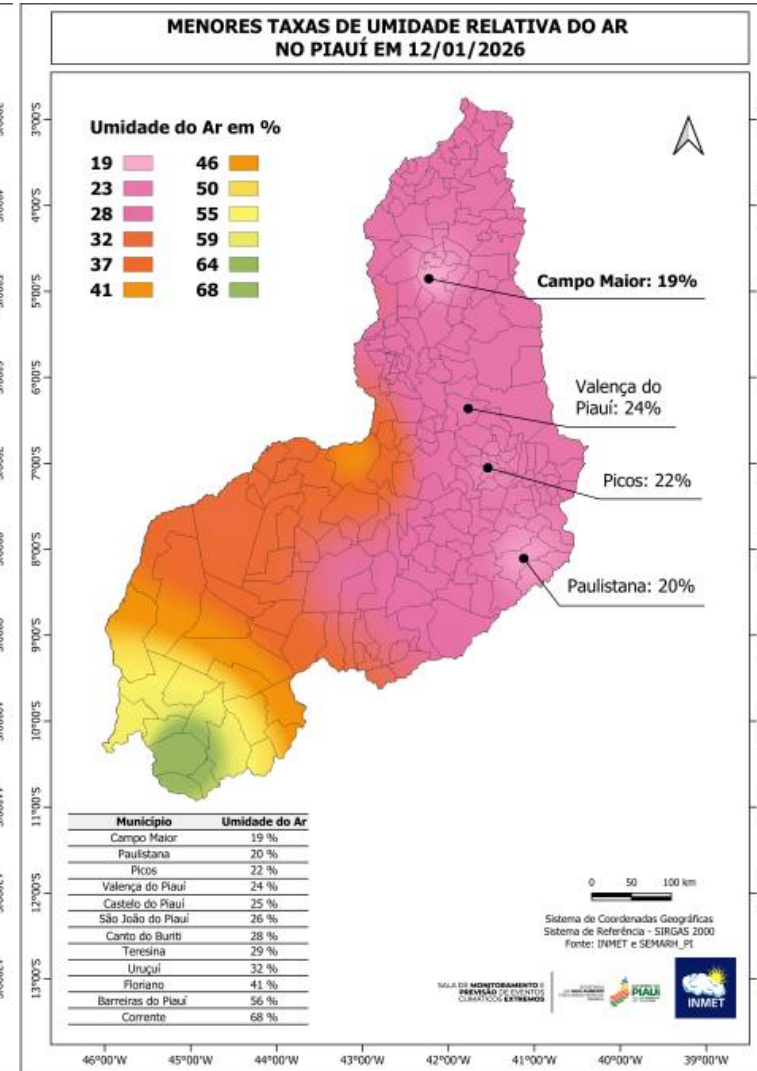 MENORES TAXAS DE UMIDADE RELATIVA DO AR
NO PIAUÍ EM 12/01/2026
Umidade do Ar em %
19 46
23 50
28 55
32 59
37 64
41 68
3°00'S
4°00'S
5°00'S
6°00'S
7°00'S
8°00'S
9°00'S
10°00'S
11°00'S
12°00'S
13°00'S
Campo Maior: 19%
Valença do
Piauí: 24%
Picos: 22%
Paulistana: 20%
Município Umidade do Ar
Campo Maior 19 %
Paulistana 20 %
Picos 22 %
Valença do Piauí 24 %
Castelo do Piauí 25 %
São João do Piauí 26 %
Canto do Buriti 28 %
Teresina 29 %
Uruçuí 32 %
Floriano 41 %
Barreiras do Piauí 56 %
Corrente 68 %
0 50 100 km
Sistema de Coordenadas Geográficas
Sistema de Referência - SIRGAS 2000
Fonte: INMET e SEMARH_PI
SALA DE MONITORAMENTO E
PREVISÃO DE EVENTOS
CLIMÁTICOS EXTREMOS
PIAUÍ
INMET
46°00'W 45°00'W 44°00'W 43°00'W 42°00'W 41°00'W 40°00'W 39°00'W